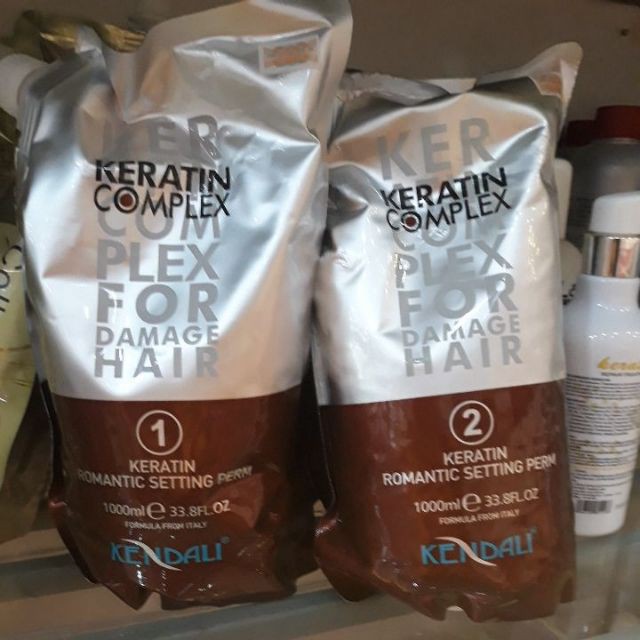 KER
KERATIN
COMPLEX
COM
PLEX
FOR
DAMAGE
HAIR
1
KERATIN
ROMANTIC SETTING PERM
1000ml e 33.8FL.OZ
FORMULA FROM ITALY
KENDALI®
KER
KERATIN
COMPLEX
COM
PLEX
FOR
DAMAGE
HAIR
2
KERATIN
ROMANTIC SETTING PERM
1000ml e 33.8FL.OZ
FORMULA FROM ITALY
KENDALI®